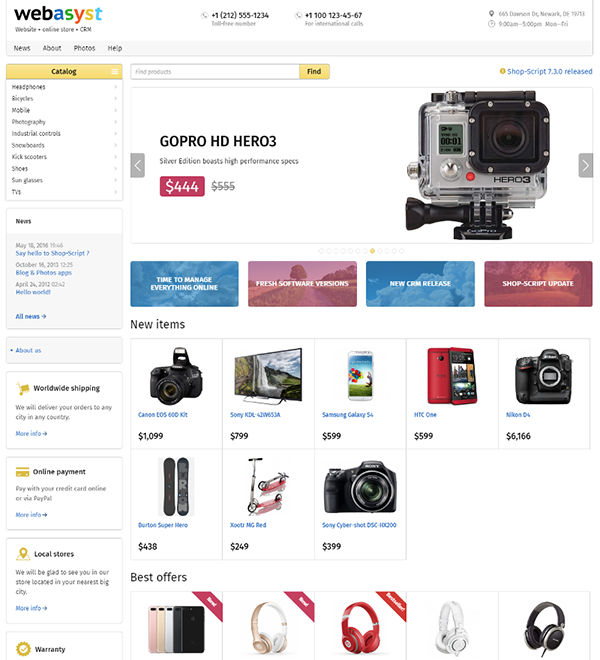 webasyst
Website + online store + CRM
+1 (212) 555-1234
Toll-free number
+1 100 123-45-67
For international calls
665 Dawson Dr, Newark, DE 19713
9:00am–5:00pm Mon–Fri
News About Photos Help
Catalog
Headphones
Bicycles
Mobile
Photography
Industrial controls
Snowboards
Kick scooters
Shoes
Sun glasses
TVs
Find products
Find
Shop-Script 7.3.0 released
GOPRO HD HERO3
Silver Edition boasts high performance specs
$444 $555
HERO3
GoPro
News
May 18, 2016 19:46
Say hello to Shop-Script 7
October 16, 2013 12:25
Blog & Photos apps
April 24, 2012 02:42
Hello world!
All news →
About us
Worldwide shipping
We will deliver your orders to any
city in any country.
More info →
Online payment
Pay with your credit card online
or via PayPal
More info →
Local stores
We will be glad to see you in our
store located in your nearest big
city.
More info →
Warranty
TIME TO MANAGE
EVERYTHING ONLINE
FRESH SOFTWARE VERSIONS
NEW CRM RELEASE
SHOP-SCRIPT UPDATE
New items
Canon EOS 60D Kit
$1,099
Sony KDL-42W653A
$799
Samsung Galaxy S4
$599
HTC One
$599
Nikon D4
$6,166
Burton Super Hero
$438
Xootr MG Red
$249
SONY
Sony Cyber-shot DSC-HX200
$399
Best offers
New!
New!
Bestseller!